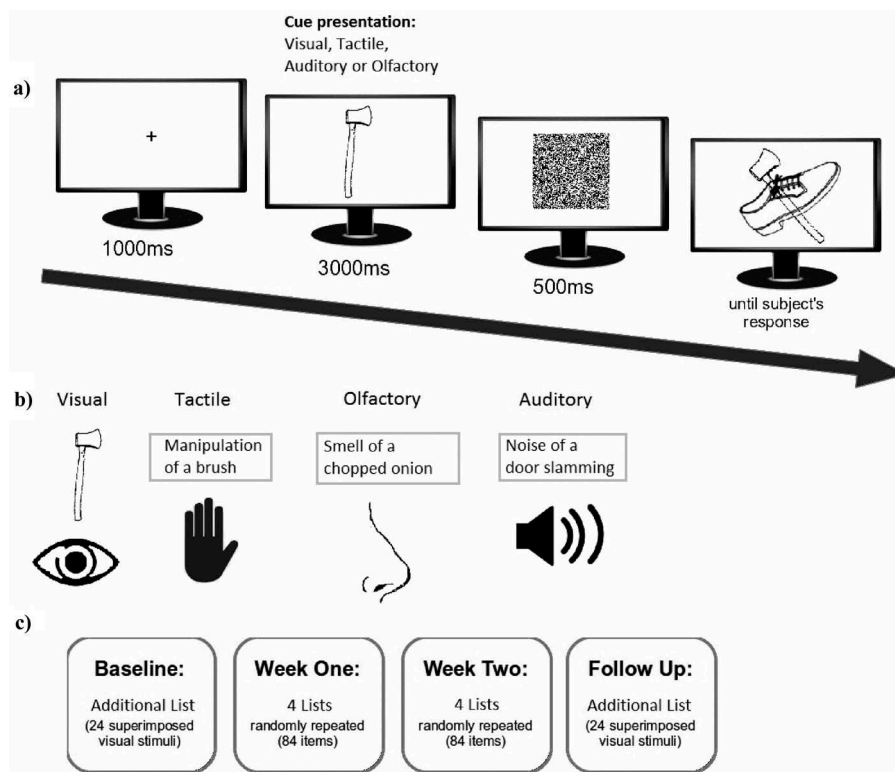 Cue presentation:
Visual, Tactile,
Auditory or Olfactory
a)
+
1000ms
3000ms
500ms
until subject's
response
b)
Visual
Tactile
Olfactory
Auditory
Manipulation
of a brush
Smell of a
chopped onion
Noise of a
door slamming
c)
Baseline:
Additional List
(24 superimposed
visual stimuli)
Week One:
4 Lists
randomly repeated
(84 items)
Week Two:
4 Lists
randomly repeated
(84 items)
Follow Up:
Additional List
(24 superimposed
visual stimuli)